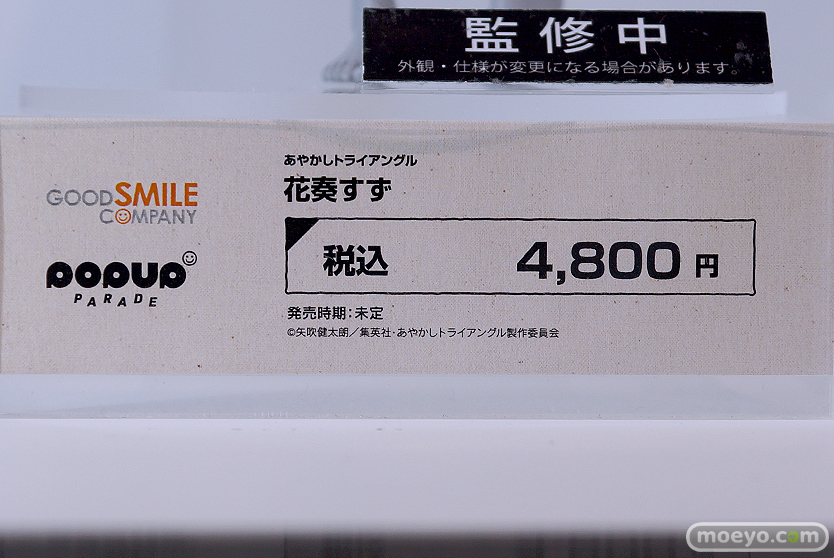 監修中
外観・仕様が変更になる場合があります。
GOOD SMILE
COMPANY
POPUP
PARADE
あやかしトライアングル
花奏すず
税込 4,800 円
発売時期:未定
©矢吹健太朗／集英社・あやかしトライアングル製作委員会
moeyo.com